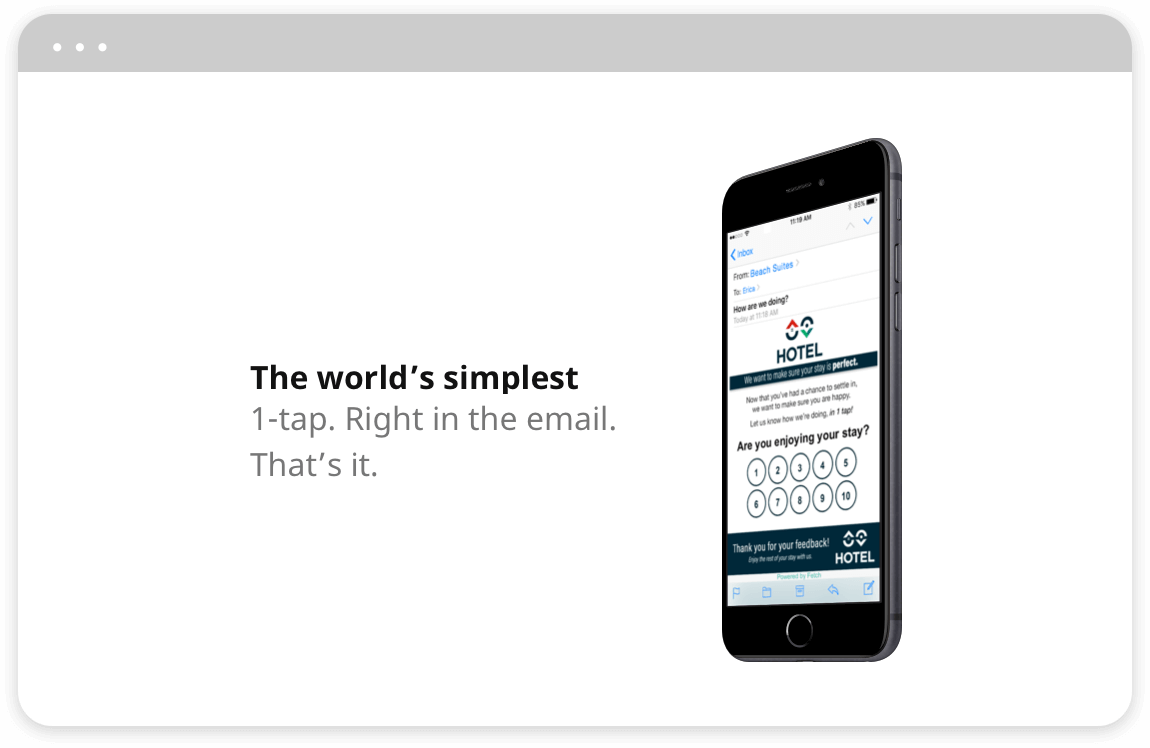 The world’s simplest
1-tap. Right in the email.
That’s it.
11:19 AM
85%
Inbox
From: Beach Suites
To: Erica
How are we doing?
Today at 11:18 AM
HOTEL
We want to make sure your stay is perfect.
Now that you've had a chance to settle in,
we want to make sure you are happy.
Let us know how we're doing, in 1 tap!
Are you enjoying your stay?
1 2 3 4 5
6 7 8 9 10
Thank you for your feedback!
Enjoy the rest of your stay with us.
HOTEL
Powered by Fetch